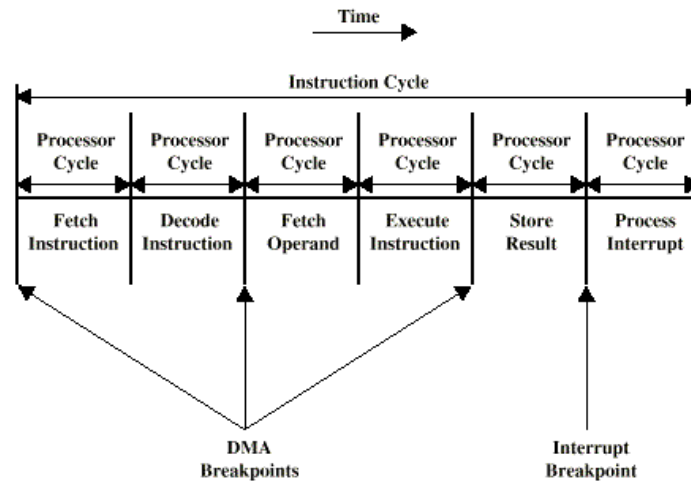 Time
Instruction Cycle
Processor Processor Processor Processor Processor Processor
Cycle Cycle Cycle Cycle Cycle Cycle
Fetch Decode Fetch Execute Store Process
Instruction Instruction Operand Instruction Result Interrupt
DMA Interrupt
Breakpoints Breakpoint